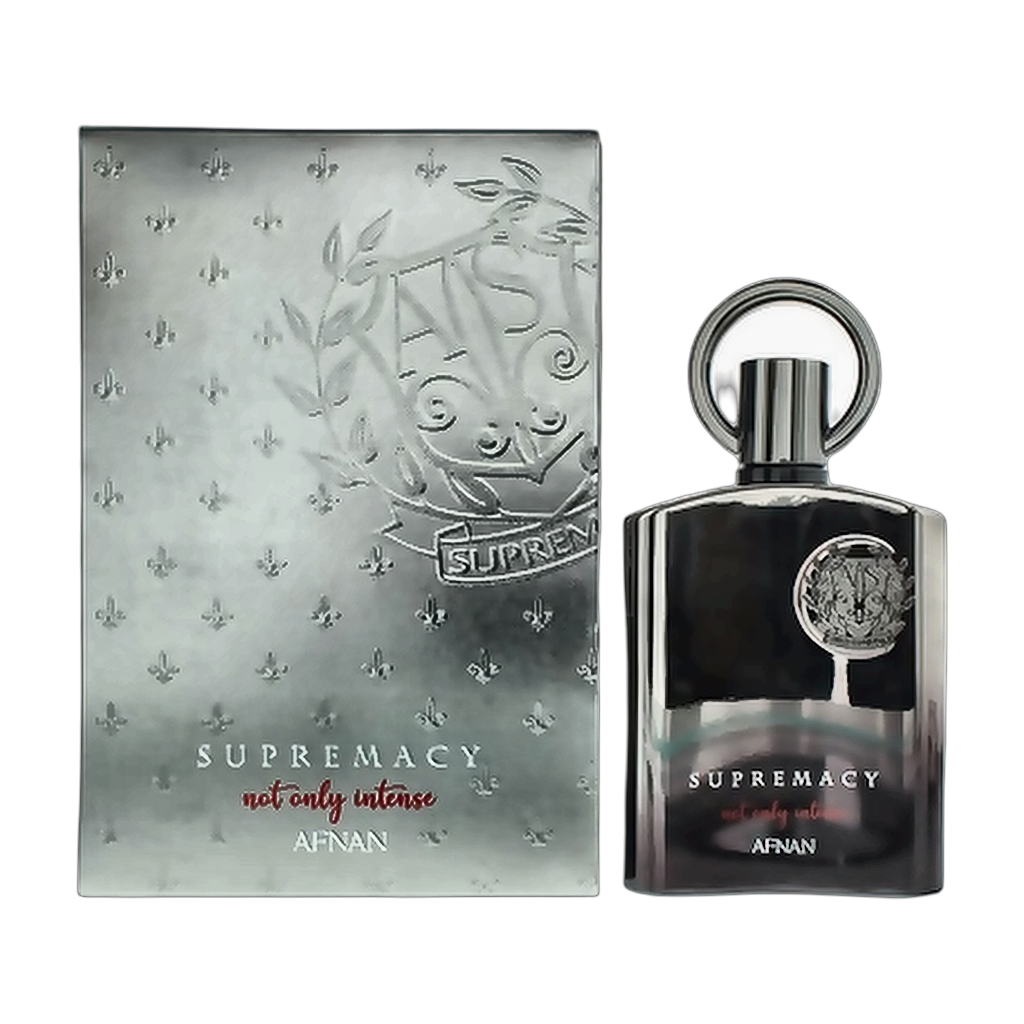 SUPREM
SUPREMACY
not only intense
AFNAN
SUPREMACY
not only intense
AFNAN